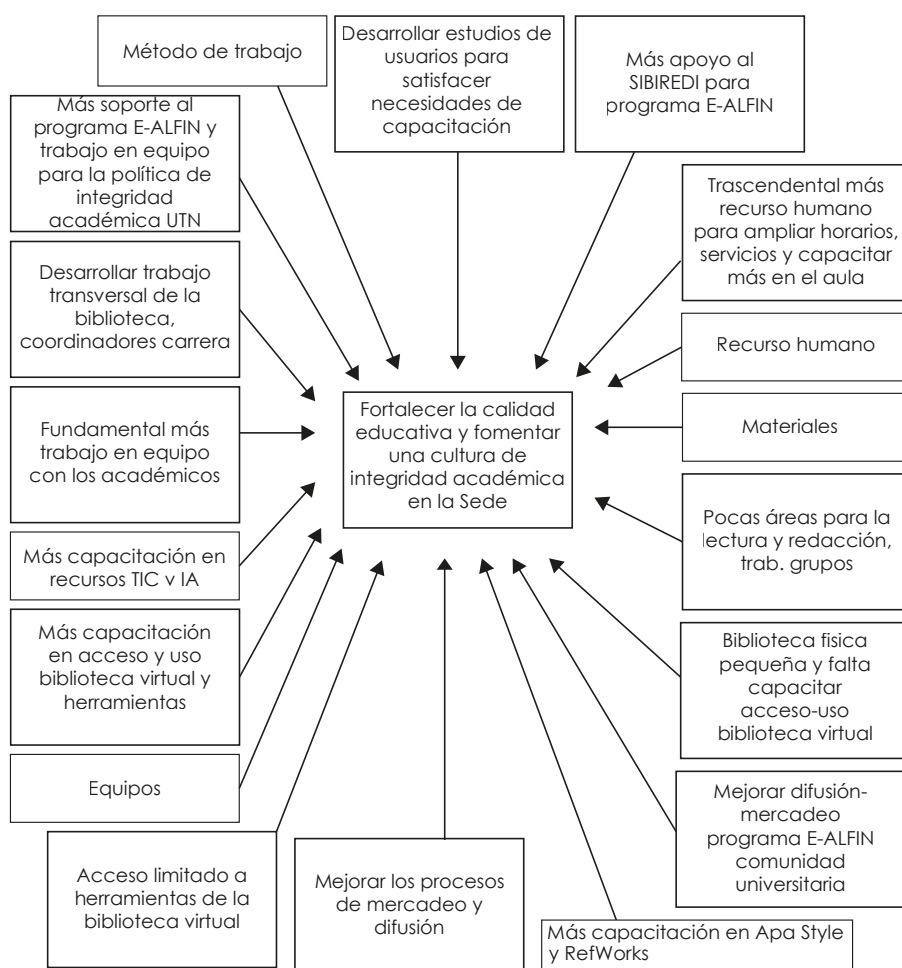 Método de trabajo
Desarrollar estudios de
usuarios para
satisfacer
necesidades de
capacitación
Más apoyo al
SIBIREDI para
programa E-ALFIN
Más soporte al
programa E-ALFIN y
trabajo en equipo
para la política de
integridad
académica UTN
Trascendental más
recurso humano
para ampliar horarios,
servicios y capacitar
más en el aula
Desarrollar trabajo
transversal de la
biblioteca,
coordinadores carrera
Recurso humano
Fundamental más
trabajo en equipo
con los académicos
Fortalecer la calidad
educativa y fomentar
una cultura de
integridad académica
en la Sede
Materiales
Pocas áreas para la
lectura y redacción,
trab. grupos
Más capacitación en
recursos TIC v IA
Más capacitación
en acceso y uso
biblioteca virtual y
herramientas
Biblioteca física
pequeña y falta
capacitar
acceso-uso
biblioteca virtual
Equipos
Mejorar difusión-
mercadeo
programa E-ALFIN
comunidad
universitaria
Acceso limitado a
herramientas de la
biblioteca virtual
Mejorar los procesos
de mercadeo y
difusión
Más capacitación en Apa Style
y RefWorks